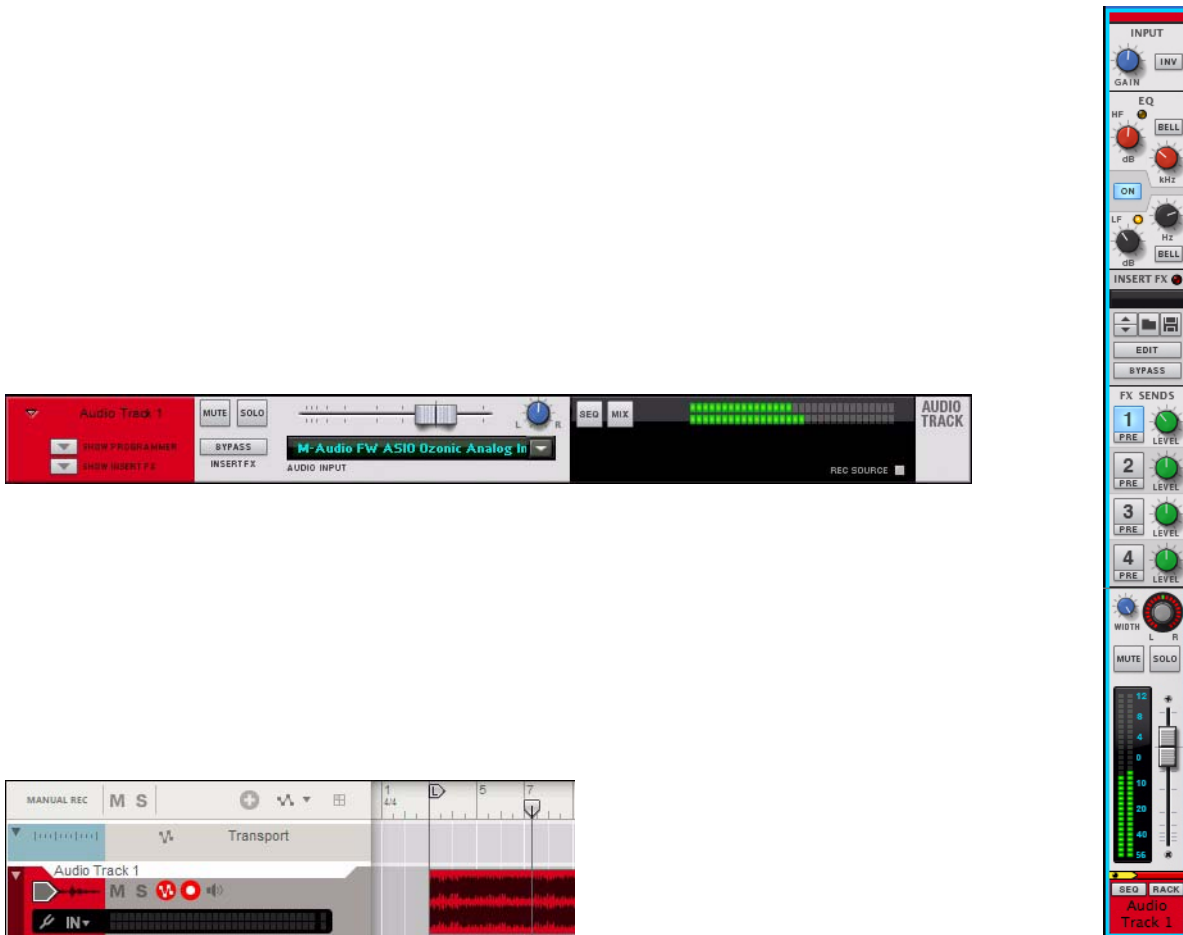 Audio Track 1
SHOW PROGRAMMER
SHOW INSERT FX
MUTE SOLO
BYPASS
INSERT FX
L R
M-Audio FW ASIO Ozonic Analog In
AUDIO INPUT
SEQ MIX
REC SOURCE
AUDIO
TRACK
MANUAL REC M S
1 L 5 7
4/4
Transport
Audio Track 1
M S
IN
INPUT
INV
GAIN
EQ
HF
BELL
dB
kHz
ON
LF
Hz
BELL
dB
INSERT FX
EDIT
BYPASS
FX SENDS
1
PRE LEVEL
2
PRE LEVEL
3
PRE LEVEL
4
PRE LEVEL
WIDTH
L R
MUTE SOLO
12
8
4
0
10
20
40
56
SEQ RACK
Audio
Track 1